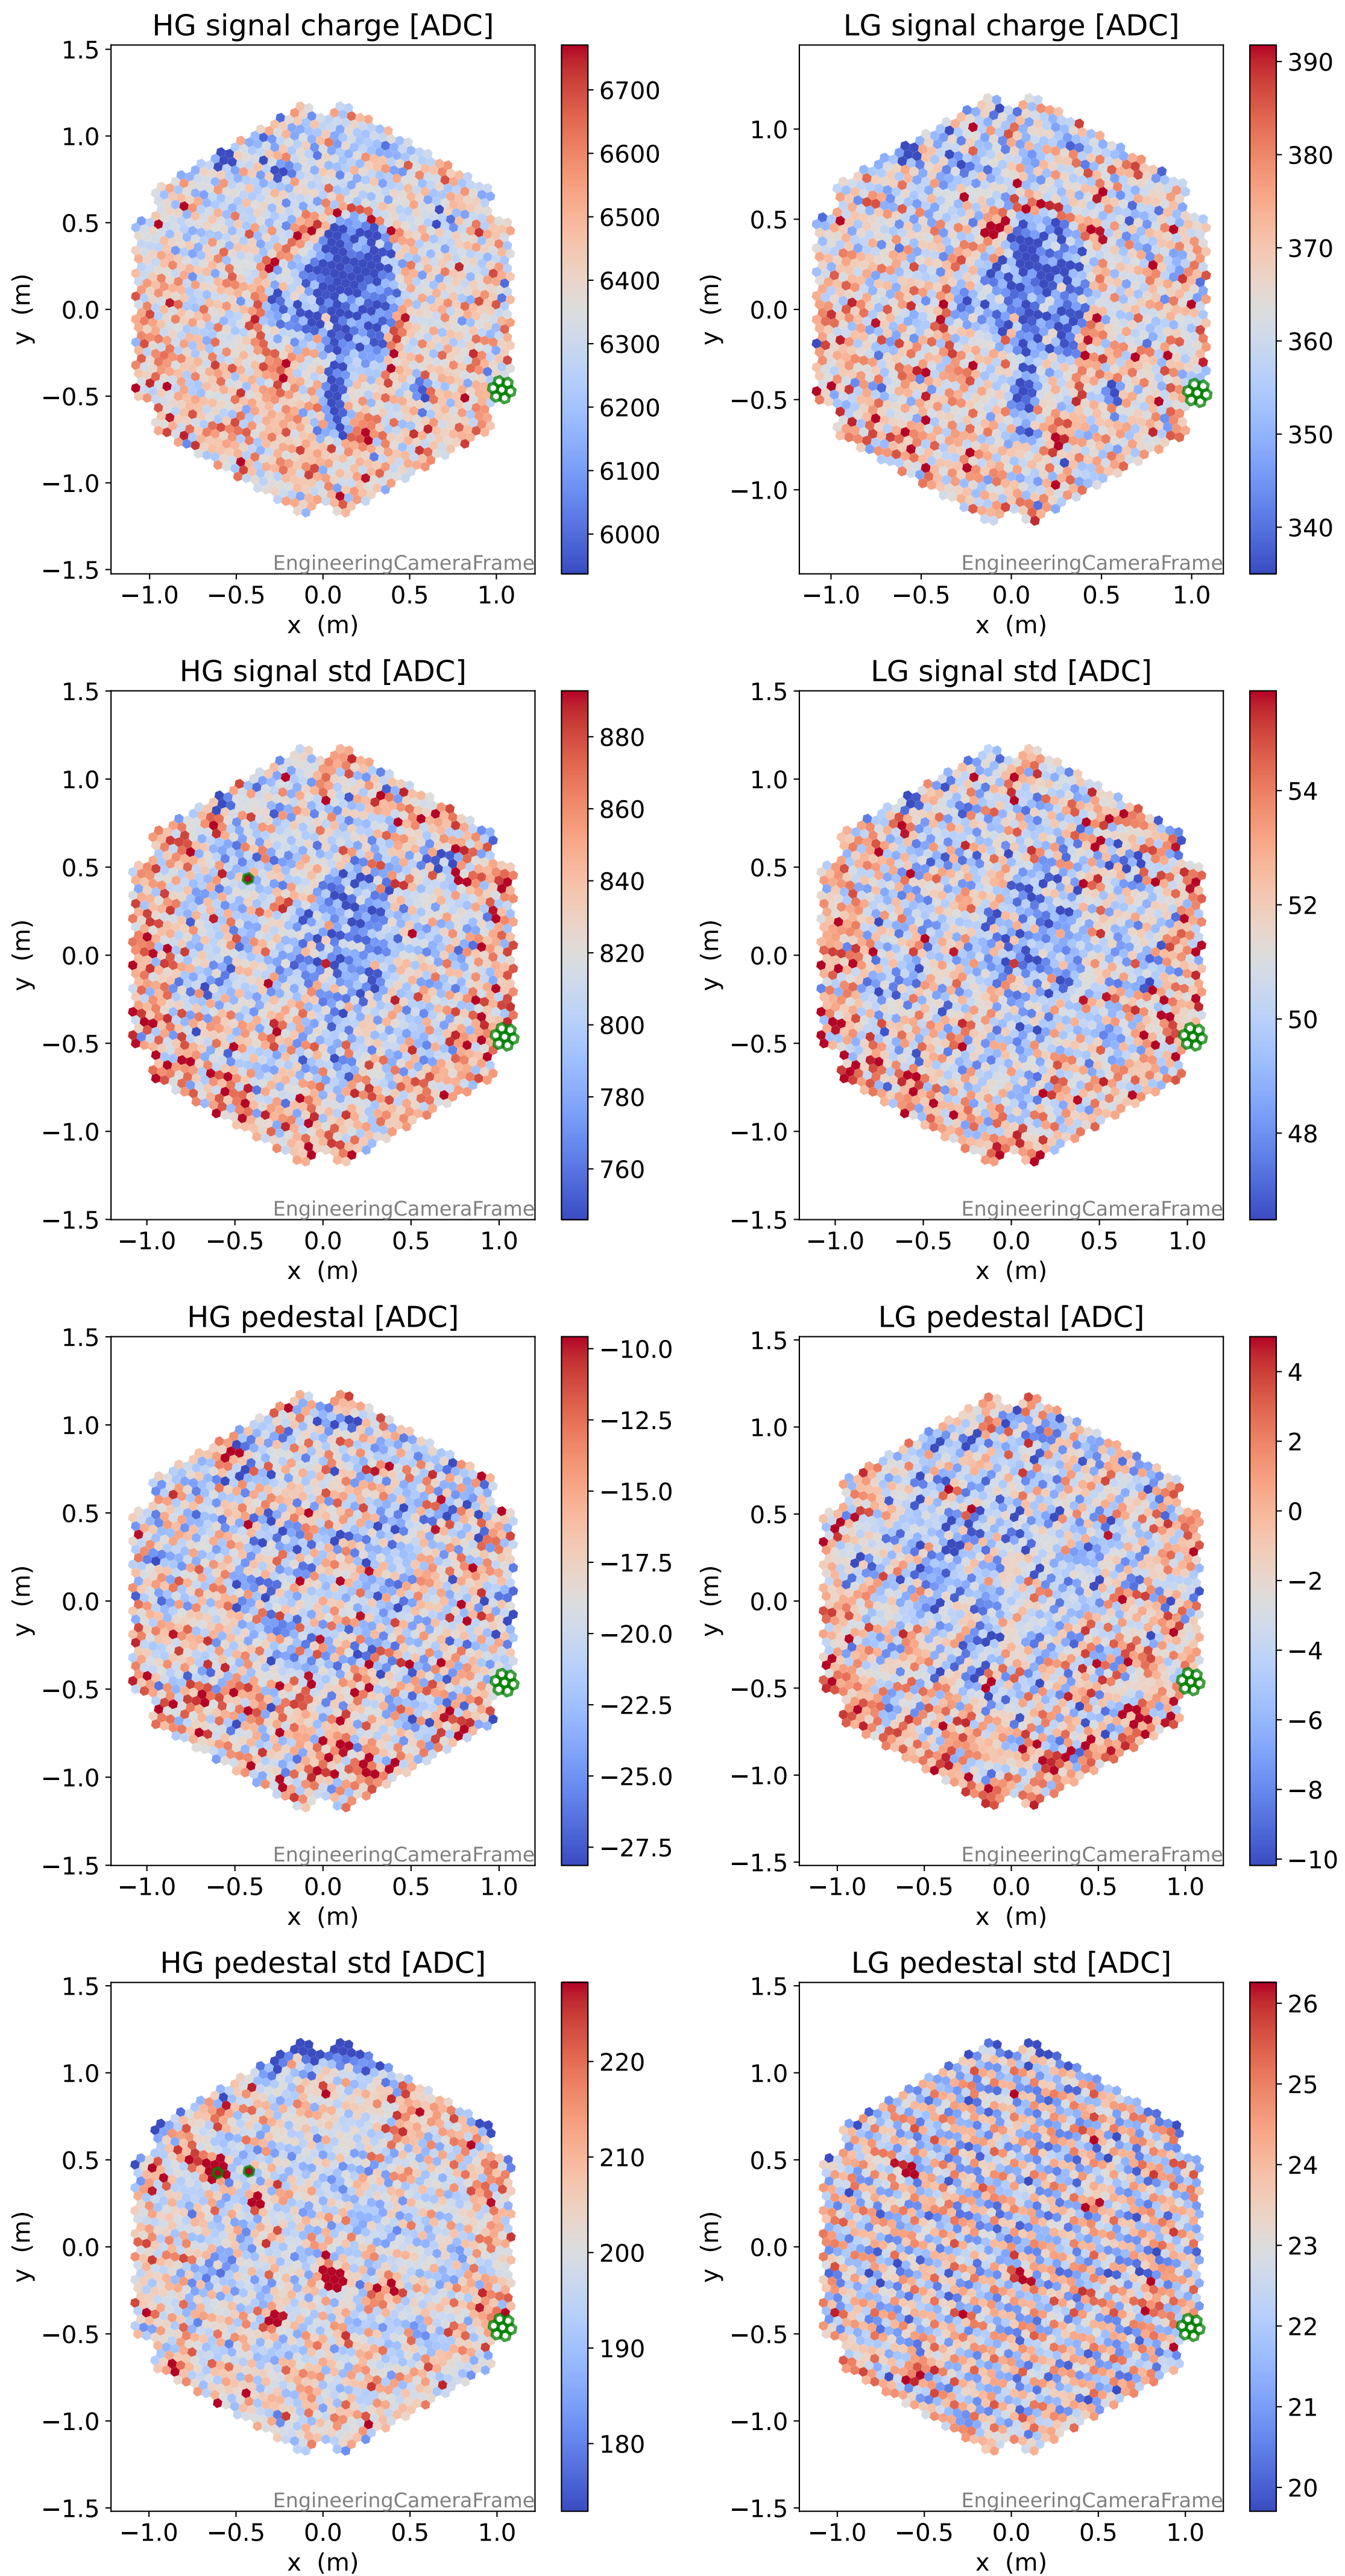 HG signal charge [ADC]
LG signal charge [ADC]
1.5
1.0
0.5
0.0
−0.5
−1.0
−1.5
y (m)
−1.0 −0.5 0.0 0.5 1.0
x (m)
EngineeringCameraFrame
6700
6600
6500
6400
6300
6200
6100
6000
1.0
0.5
0.0
−0.5
−1.0
y (m)
−1.0 −0.5 0.0 0.5 1.0
x (m)
EngineeringCameraFrame
390
380
370
360
350
340
HG signal std [ADC]
LG signal std [ADC]
1.5
1.0
0.5
0.0
−0.5
−1.0
−1.5
y (m)
−1.0 −0.5 0.0 0.5 1.0
x (m)
EngineeringCameraFrame
880
860
840
820
800
780
760
1.5
1.0
0.5
0.0
−0.5
−1.0
−1.5
y (m)
−1.0 −0.5 0.0 0.5 1.0
x (m)
EngineeringCameraFrame
54
52
50
48
HG pedestal [ADC]
LG pedestal [ADC]
1.5
1.0
0.5
0.0
−0.5
−1.0
−1.5
y (m)
−1.0 −0.5 0.0 0.5 1.0
x (m)
EngineeringCameraFrame
−10.0
−12.5
−15.0
−17.5
−20.0
−22.5
−25.0
−27.5
1.5
1.0
0.5
0.0
−0.5
−1.0
−1.5
y (m)
−1.0 −0.5 0.0 0.5 1.0
x (m)
EngineeringCameraFrame
4
2
0
−2
−4
−6
−8
−10
HG pedestal std [ADC]
LG pedestal std [ADC]
1.5
1.0
0.5
0.0
−0.5
−1.0
−1.5
y (m)
−1.0 −0.5 0.0 0.5 1.0
x (m)
EngineeringCameraFrame
220
210
200
190
180
1.5
1.0
0.5
0.0
−0.5
−1.0
−1.5
y (m)
−1.0 −0.5 0.0 0.5 1.0
x (m)
EngineeringCameraFrame
26
25
24
23
22
21
20